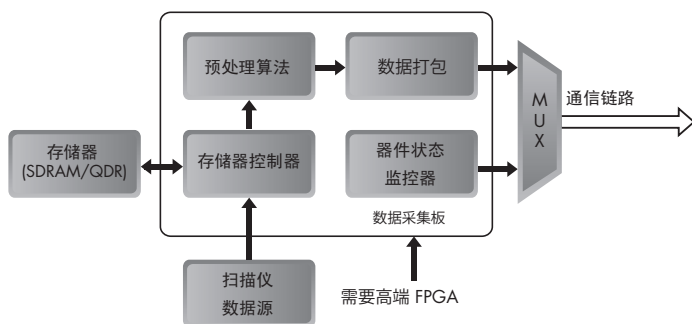 预处理算法
数据打包
MUX
通信链路
存储器
(SDRAM/QDR)
存储器控制器
器件状态
监控器
数据采集板
扫描仪
数据源
需要高端 FPGA